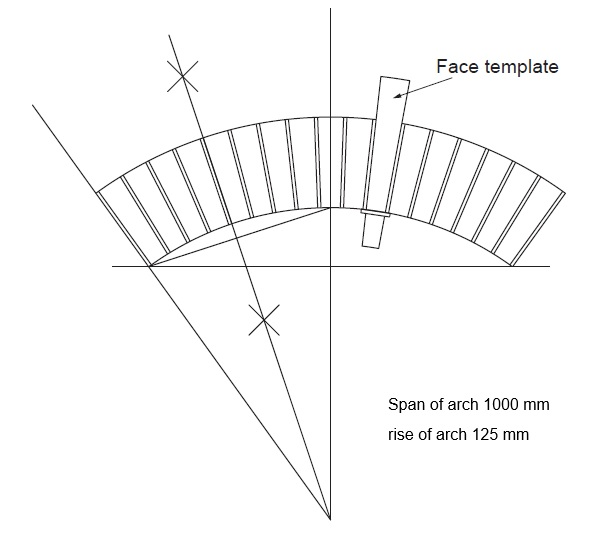 Face template
Span of arch 1000 mm
rise of arch 125 mm